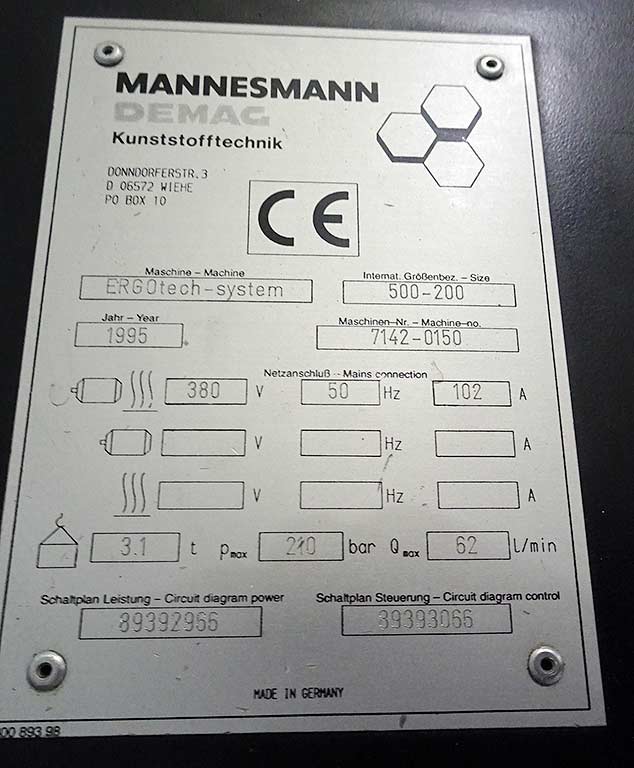 MANNESMANN
DEMAG
Kunststofftechnik
DONNDORFERSTR. 3
D 06572 WIEHE
PO BOX 10
CE
Maschine – Machine
ERGOtech-system
Internat. Größenbez. – Size
500-200
Jahr – Year
1995
Maschinen-Nr. – Machine-no.
7142-0150
Netzanschluß – Mains connection
380 V 50 Hz 102 A
V Hz A
V Hz A
3.1 t pmax 210 bar Qmax 62 l/min
Schaltplan Leistung – Circuit diagram power
89392966
Schaltplan Steuerung – Circuit diagram control
39393066
MADE IN GERMANY
00 893 98